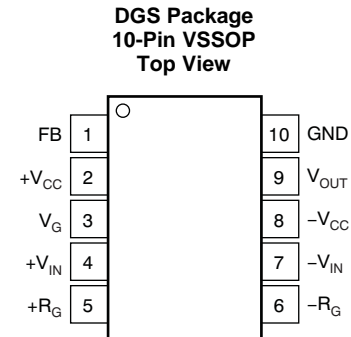 DGS Package
10-Pin VSSOP
Top View
FB 1 10 GND
+VCC 2 9 VOUT
VG 3 8 −VCC
+VIN 4 7 −VIN
+RG 5 6 −RG